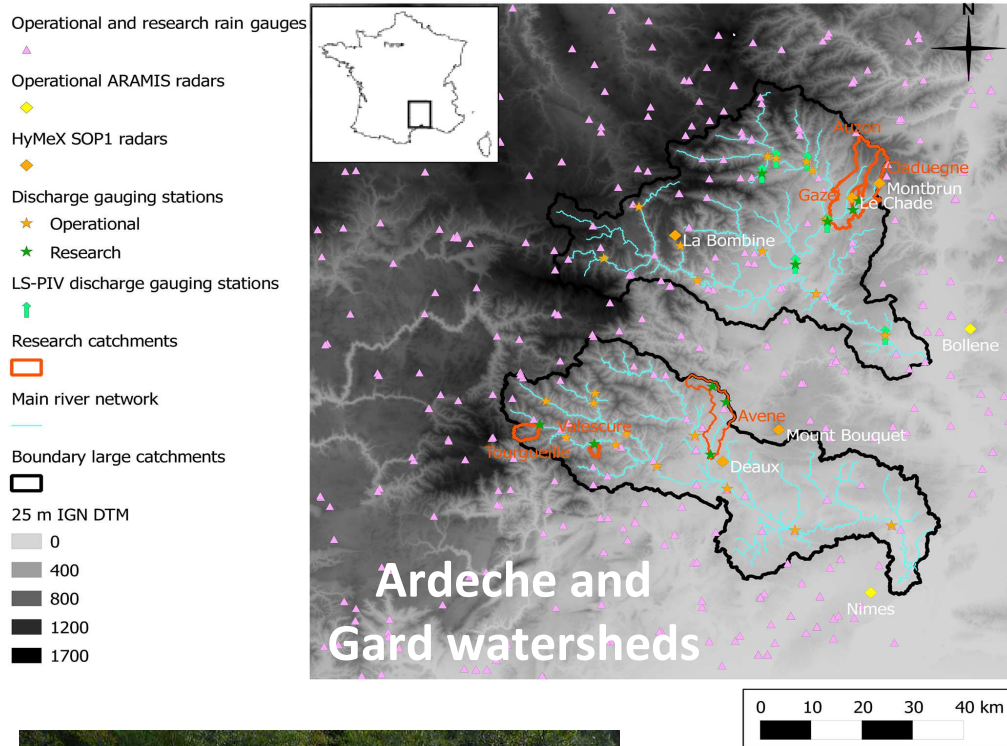 Operational and research rain gauges
Operational ARAMIS radars
HyMeX SOP1 radars
Discharge gauging stations
Operational
Research
LS-PIV discharge gauging stations
Research catchments
Main river network
Boundary large catchments
25 m IGN DTM
0
400
800
1200
1700
N
Auzon
Claduegne
Montbrun
Gazel
Le Chade
La Bombine
Bollene
Avene
Valescure
Mount Bouquet
Tourgueille
Deaux
Nimes
Ardeche and
Gard watersheds
0 10 20 30 40 km